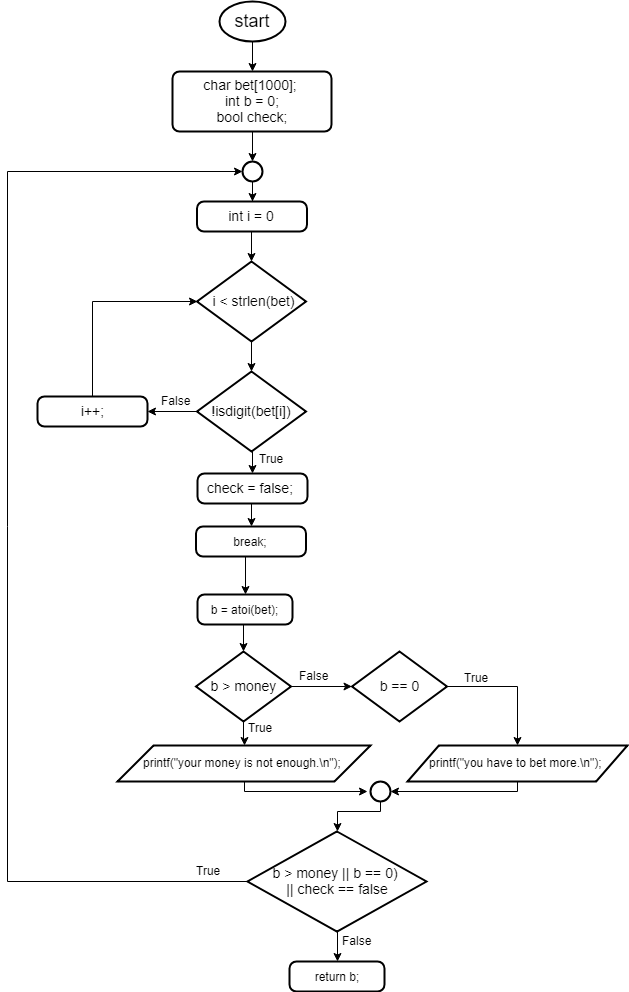 start
char bet[1000];
int b = 0;
bool check;
int i = 0
i < strlen(bet)
!isdigit(bet[i])
False
i++;
True
check = false;
break;
b = atoi(bet);
b > money
False
b == 0
True
True
printf("your money is not enough.\n");
printf("you have to bet more.\n");
b > money || b == 0)
|| check == false
True
False
return b;